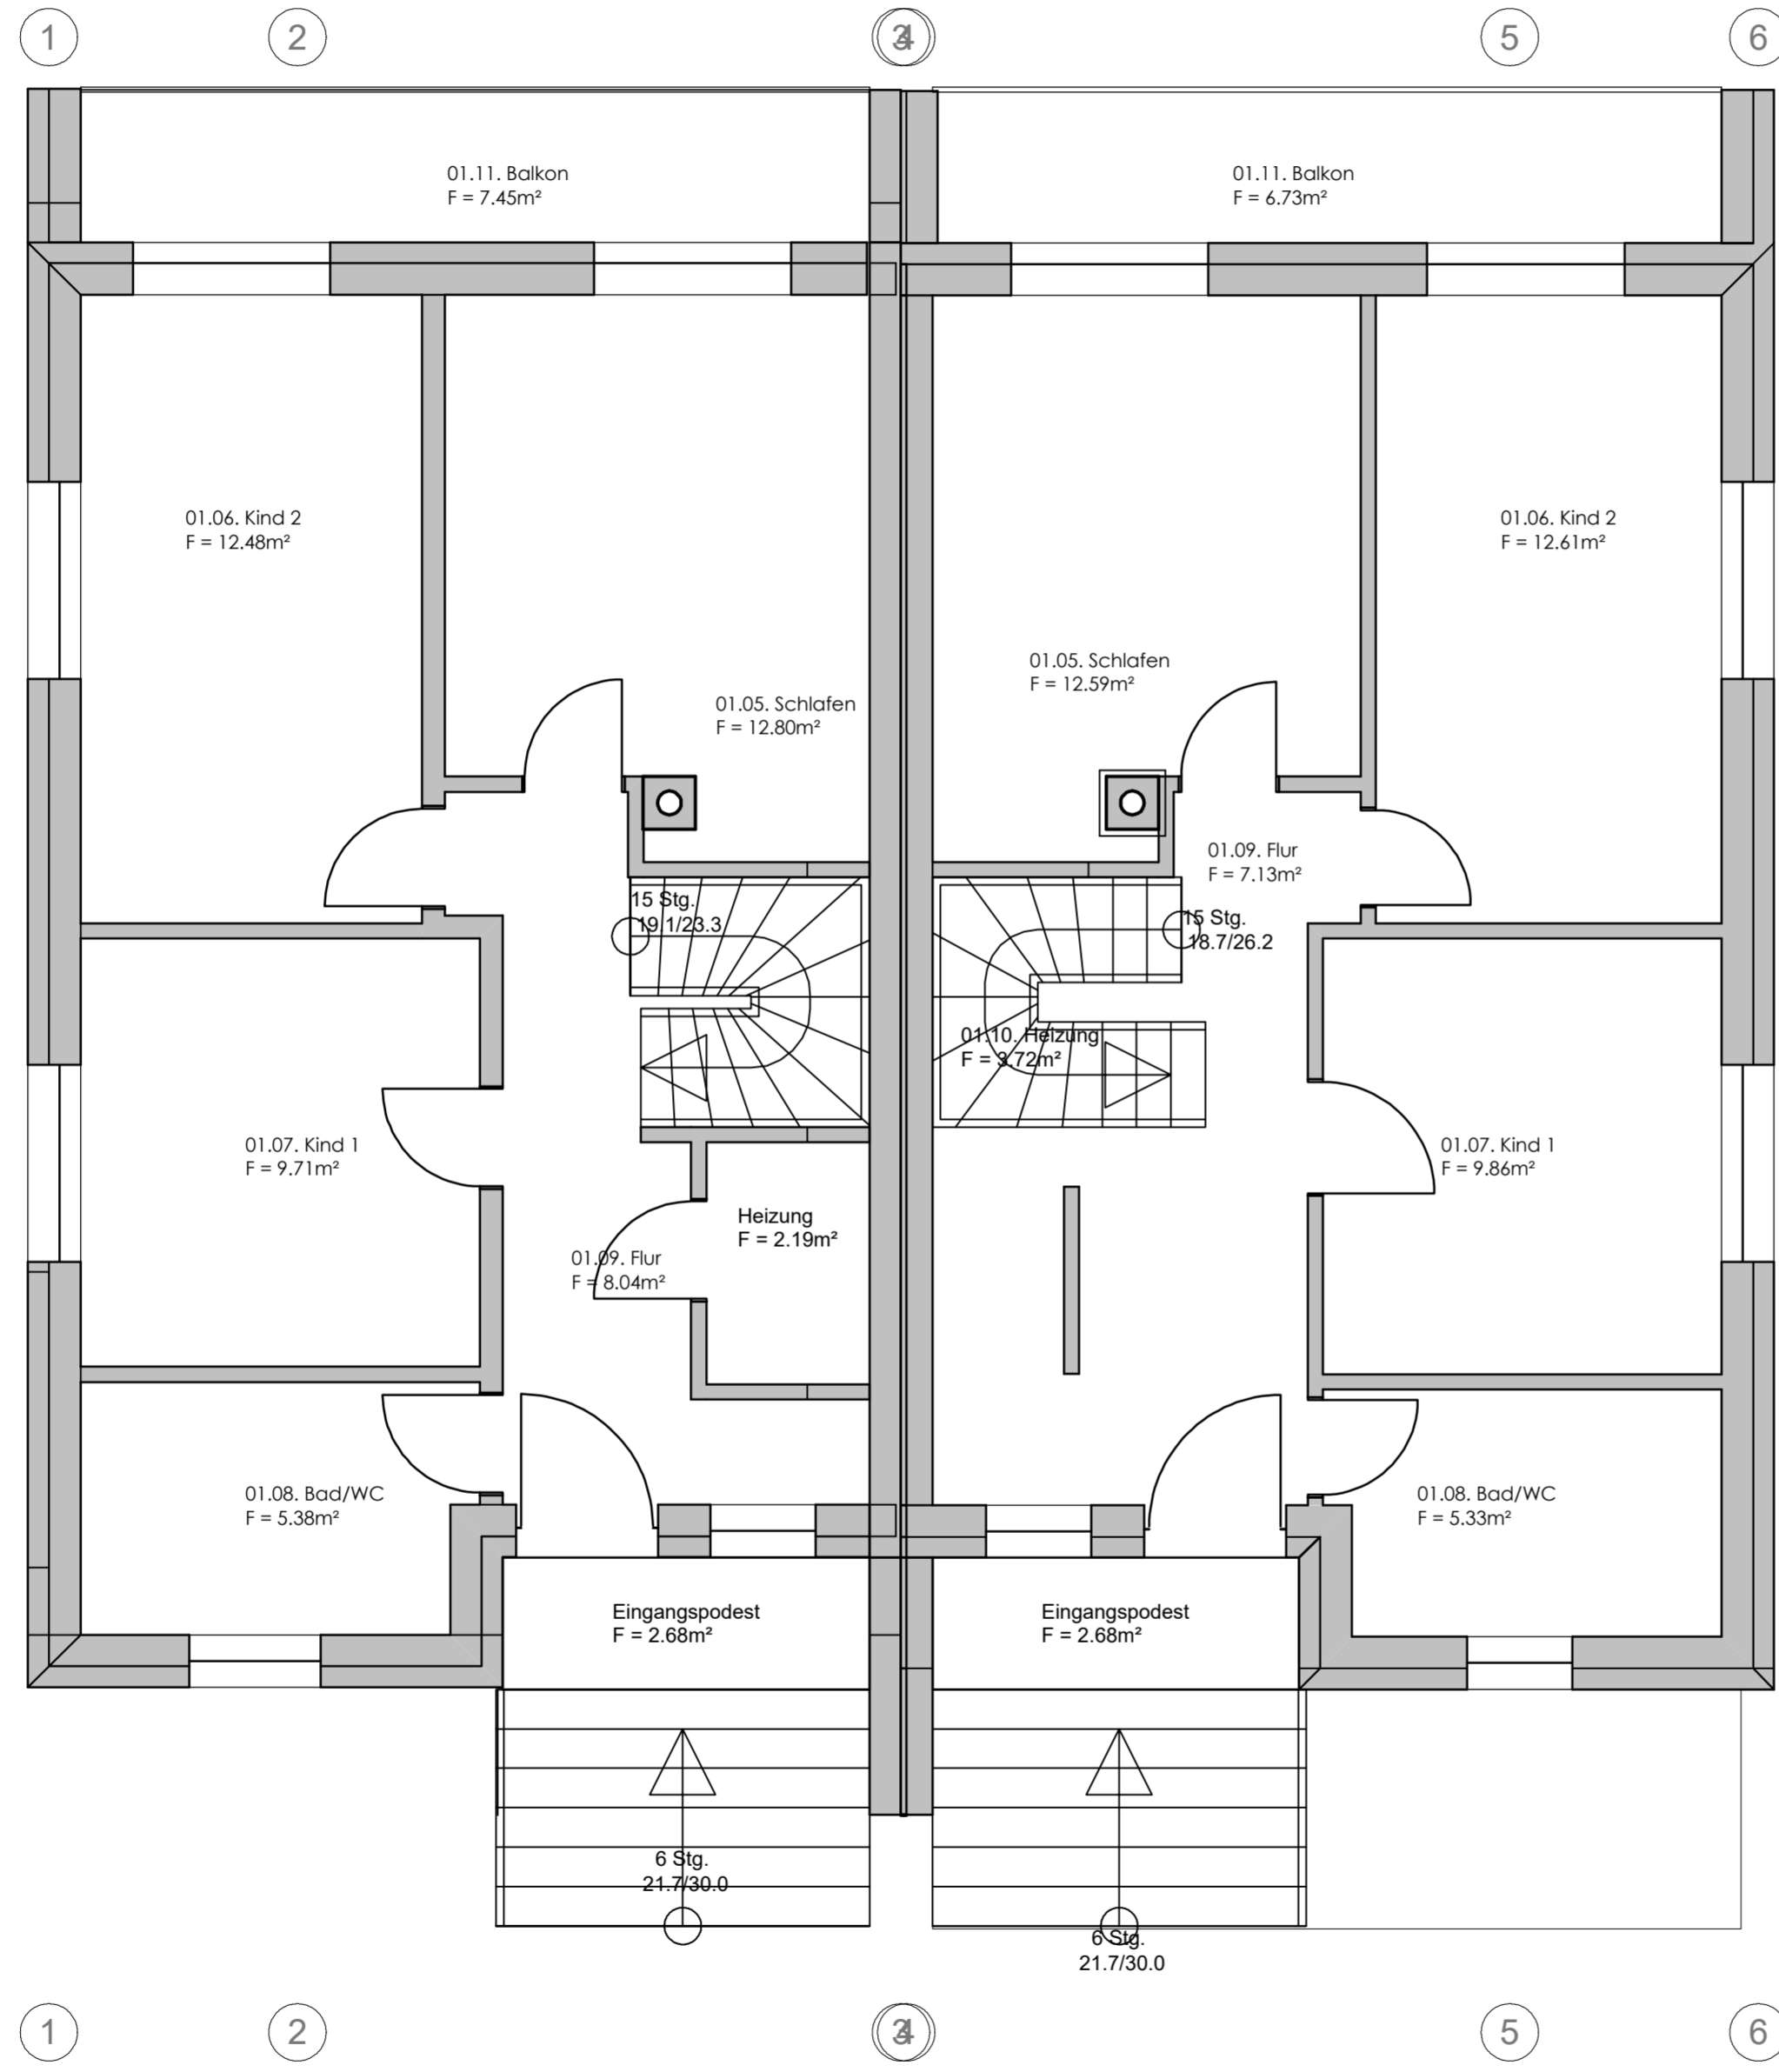 1
2
3
4
5
6
01.11. Balkon
F = 7.45m²
01.11. Balkon
F = 6.73m²
01.06. Kind 2
F = 12.48m²
01.06. Kind 2
F = 12.61m²
01.05. Schlafen
F = 12.59m²
01.05. Schlafen
F = 12.80m²
01.09. Flur
F = 7.13m²
15 Stg.
19.1/23.3
15 Stg.
18.7/26.2
01.10. Heizung
F = 3.72m²
01.07. Kind 1
F = 9.71m²
01.07. Kind 1
F = 9.86m²
Heizung
F = 2.19m²
01.09. Flur
F = 8.04m²
01.08. Bad/WC
F = 5.38m²
01.08. Bad/WC
F = 5.33m²
Eingangspodest
F = 2.68m²
Eingangspodest
F = 2.68m²
6 Stg.
21.7/30.0
6 Stg.
21.7/30.0
1
2
3
4
5
6